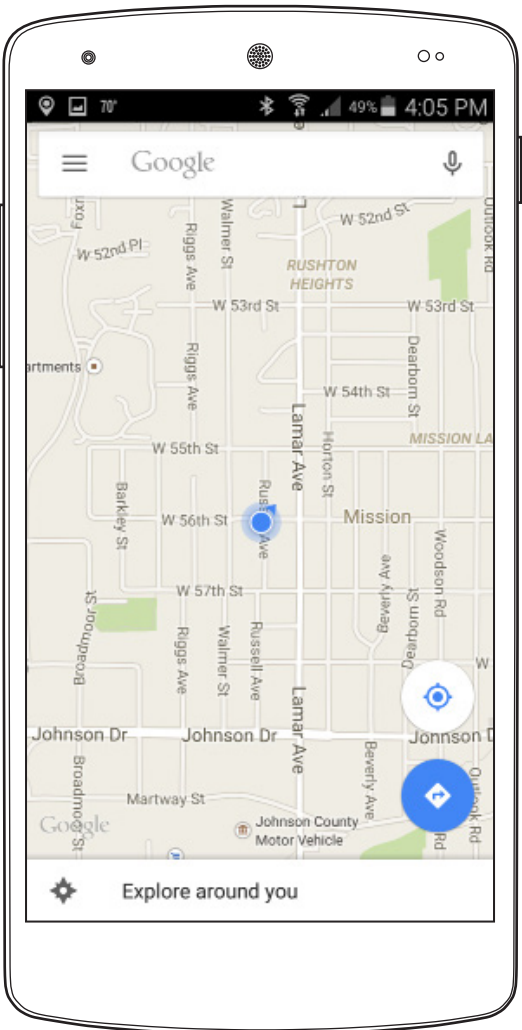 70°
49%
4:05 PM
Google
Walmer St
W 52nd St
Outlook Rd
W 52nd Pl
Riggs Ave
RUSHTON
HEIGHTS
W 53rd St
W 53rd St
artments
Riggs Ave
Dearborn St
W 54th St
Lamar Ave
Horton St
MISSION LA
W 55th St
Barkley St
W 56th St
Mission
Beverly Ave
Woodson Rd
W 57th St
Broadmoor St
Riggs Ave
Walmer St
Russell Ave
Dearborn St
W
Lamar Ave
Johnson Dr
Johnson Dr
Johnson D
Broadmoor St
Beverly Ave
Outlook Rd
Martway St
Google
Johnson County
Motor Vehicle
Rd
Explore around you